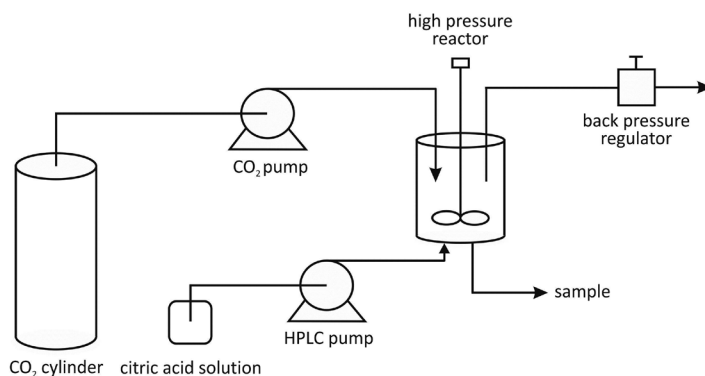 high pressure
reactor
back pressure
regulator
CO₂ pump
sample
HPLC pump
CO₂ cylinder
citric acid solution